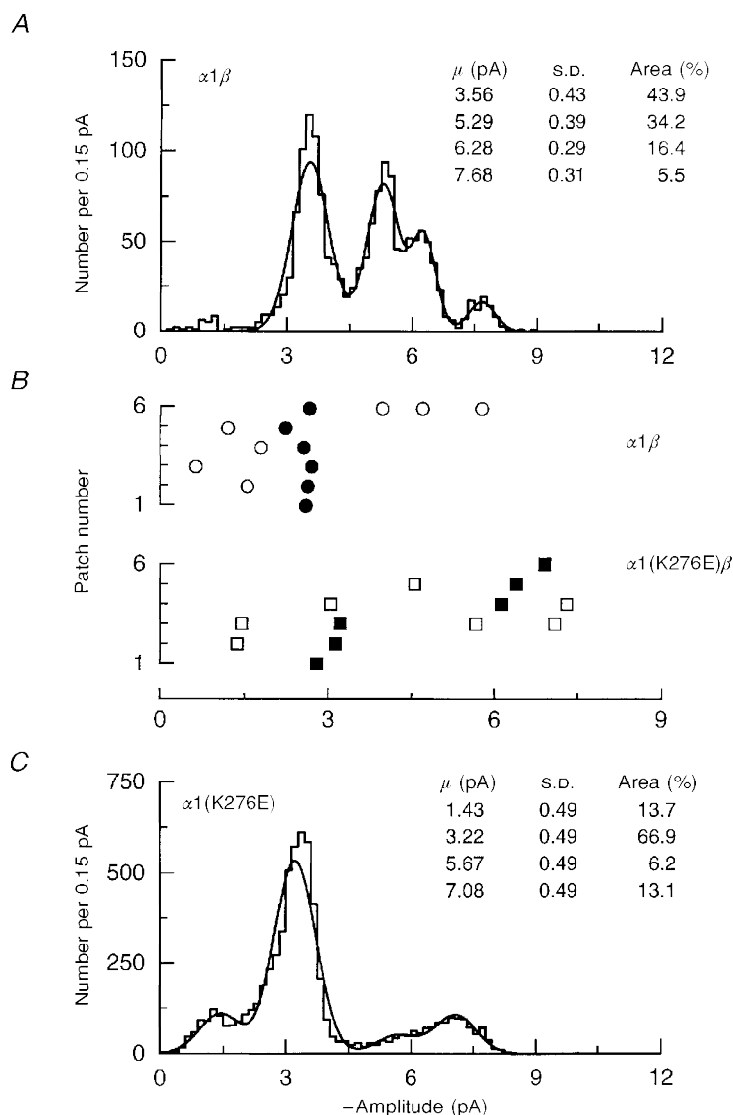 A
150
100
50
0
Number per 0.15 pA
α1β
μ (pA) S.D. Area (%)
3.56 0.43 43.9
5.29 0.39 34.2
6.28 0.29 16.4
7.68 0.31 5.5
0 3 6 9 12
B
6
1
α1β
Patch number
6
1
α1(K276E)β
0 3 6 9
C
750
500
250
0
Number per 0.15 pA
α1(K276E)
μ (pA) S.D. Area (%)
1.43 0.49 13.7
3.22 0.49 66.9
5.67 0.49 6.2
7.08 0.49 13.1
0 3 6 9 12
−Amplitude (pA)